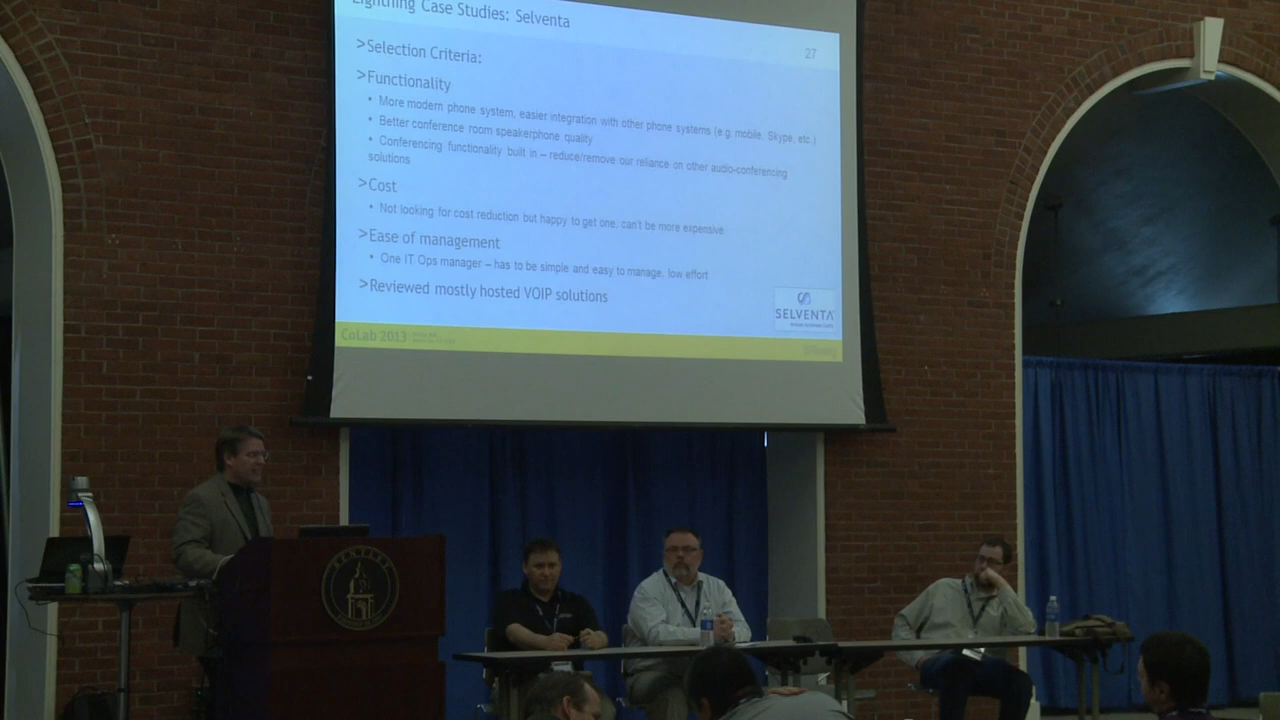 Lightning Case Studies: Selventa
27
>Selection Criteria:
>Functionality
• More modern phone system, easier integration with other phone systems (e.g. mobile, Skype, etc.)
• Better conference room speakerphone quality
• Conferencing functionality built in – reduce/remove our reliance on other audio-conferencing
solutions
>Cost
• Not looking for cost reduction but happy to get one; can't be more expensive
>Ease of management
• One IT Ops manager – has to be simple and easy to manage, low effort
>Reviewed mostly hosted VOIP solutions
SELVENTA
CoLab 2013
BENTLEY